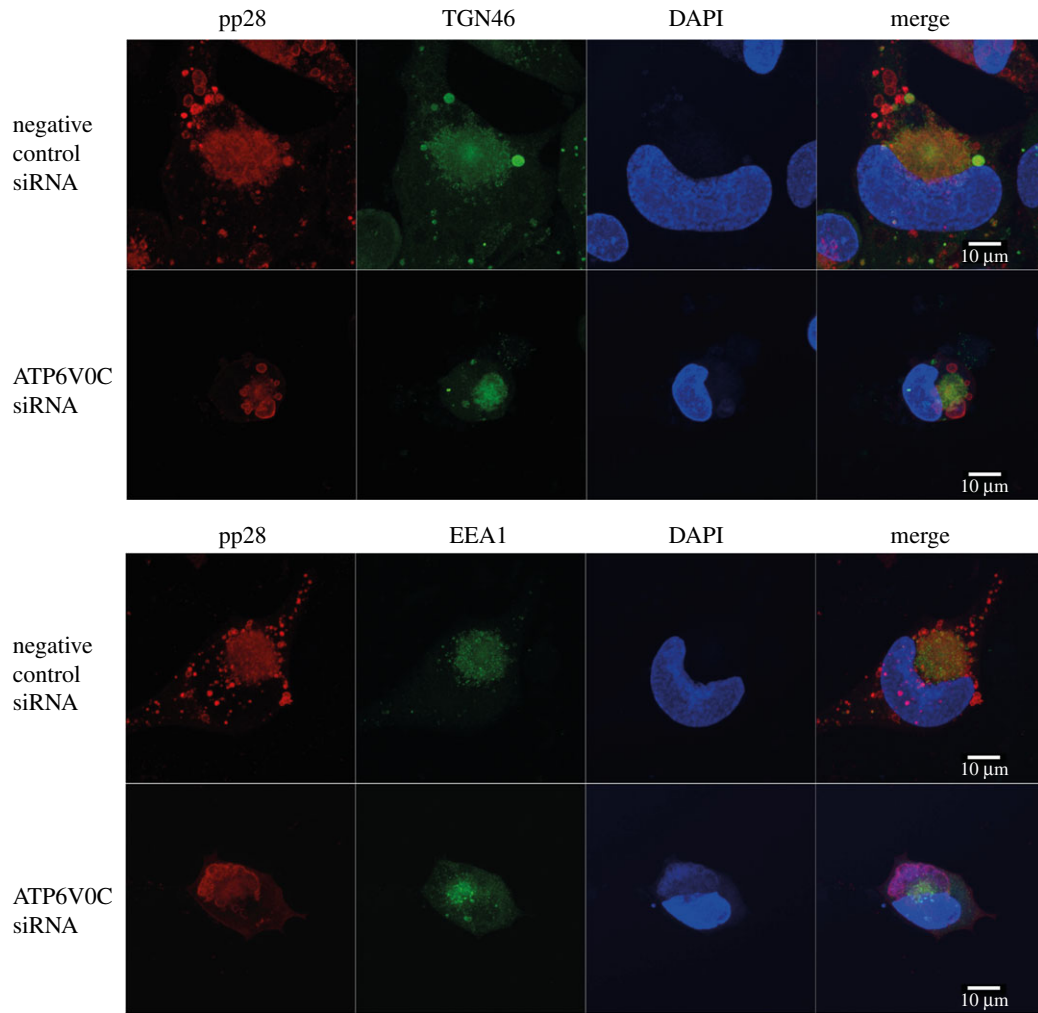 pp28 TGN46 DAPI merge
negative
control
siRNA
10 µm
ATP6V0C
siRNA
10 µm
pp28 EEA1 DAPI merge
negative
control
siRNA
10 µm
ATP6V0C
siRNA
10 µm